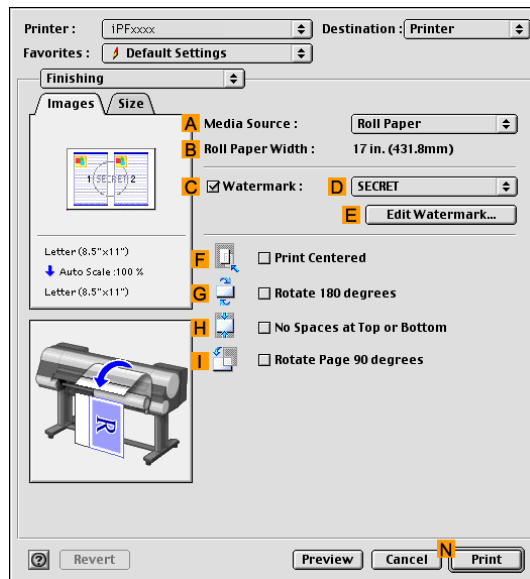 Printer : iPFxxxx Destination : Printer
Favorites : Default Settings
Finishing
Images Size
A Media Source : Roll Paper
B Roll Paper Width : 17 in. (431.8mm)
1 SECRET 2
C Watermark : D SECRET
E Edit Watermark...
Letter (8.5"x11")
Auto Scale :100 %
Letter (8.5"x11")
F Print Centered
G Rotate 180 degrees
H No Spaces at Top or Bottom
I Rotate Page 90 degrees
R
N
? Revert Preview Cancel Print